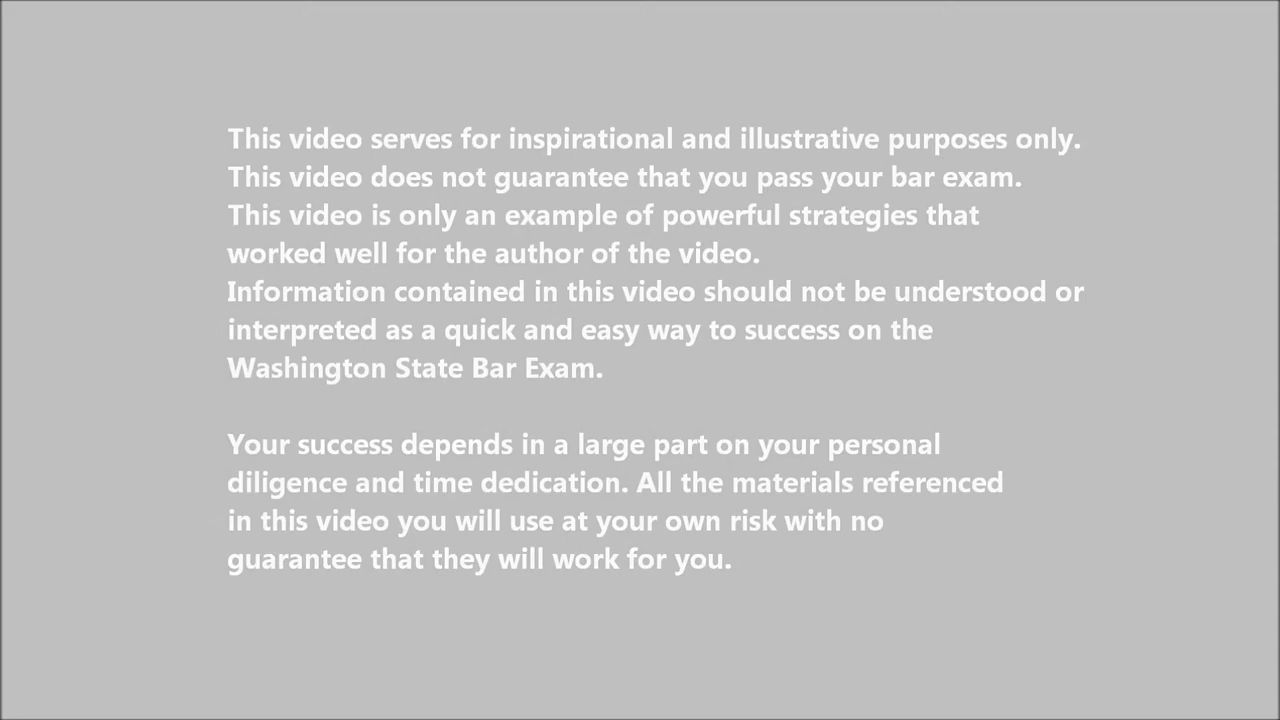 This video serves for inspirational and illustrative purposes only.
This video does not guarantee that you pass your bar exam.
This video is only an example of powerful strategies that
worked well for the author of the video.
Information contained in this video should not be understood or
interpreted as a quick and easy way to success on the
Washington State Bar Exam.
Your success depends in a large part on your personal
diligence and time dedication. All the materials referenced
in this video you will use at your own risk with no
guarantee that they will work for you.